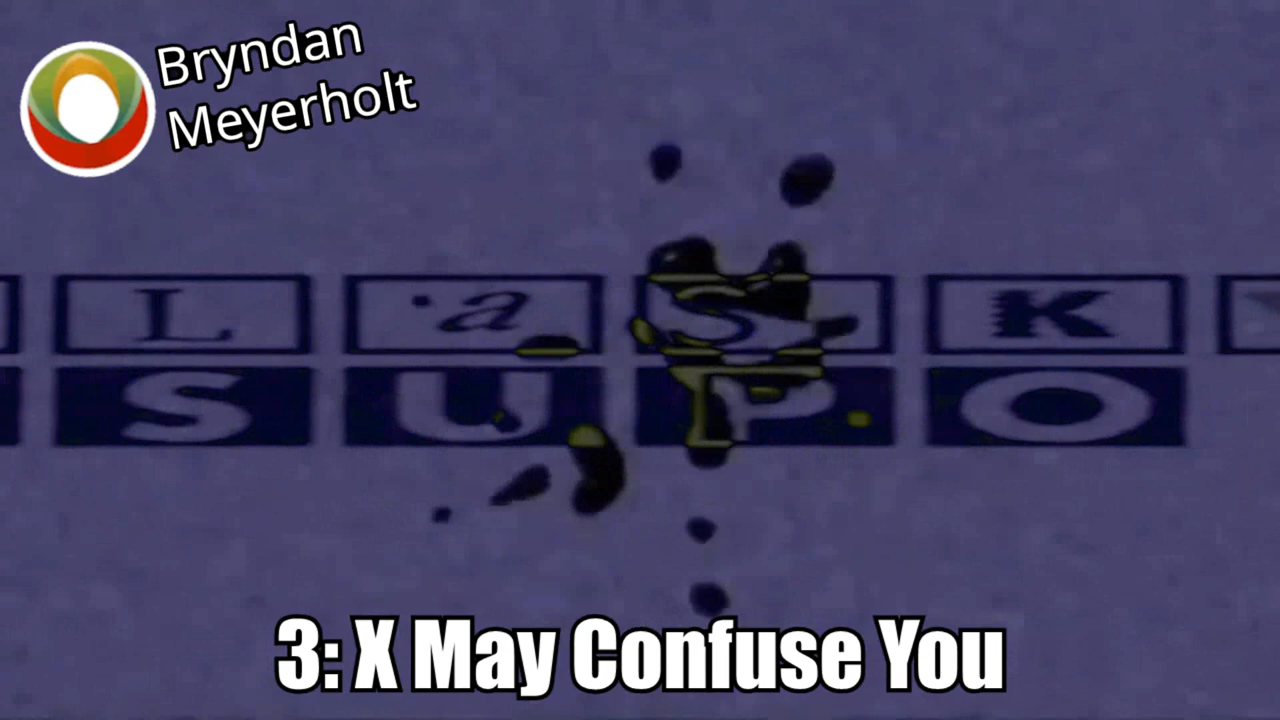 Bryndan
Meyerholt
L a S K
S U P O
3: X May Confuse You